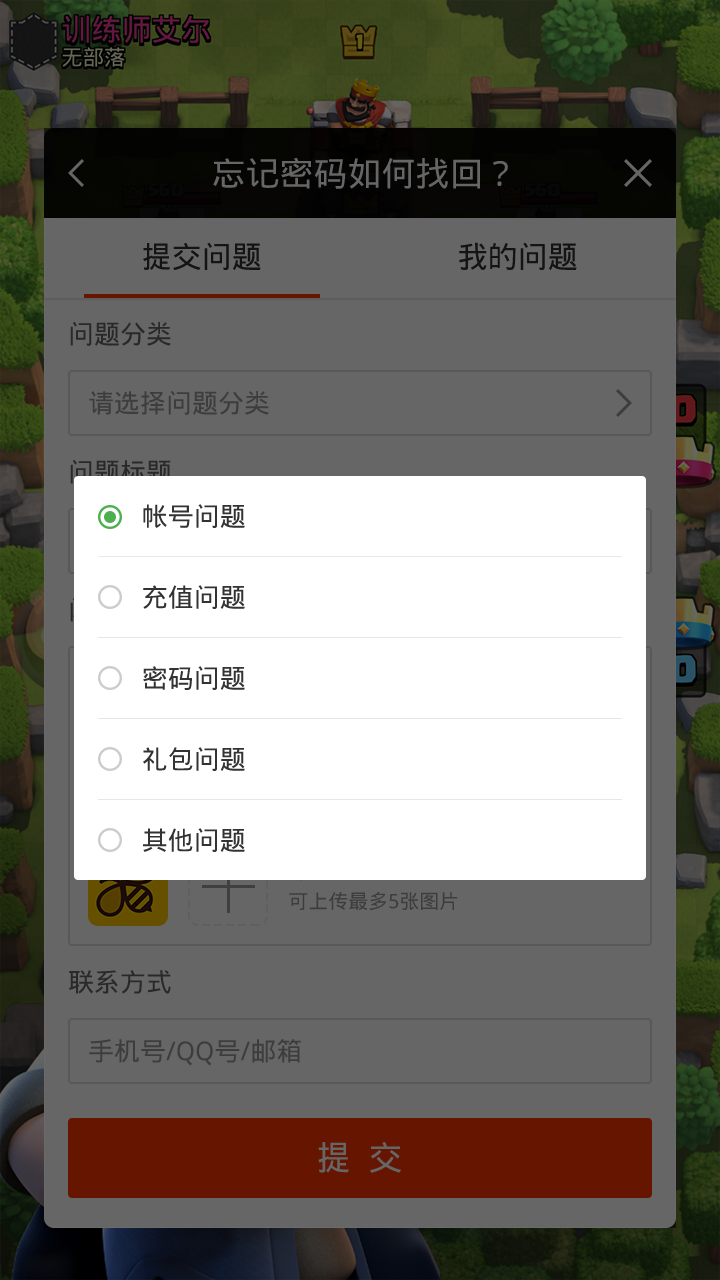 训练师艾尔
无部落
1
忘记密码如何找回？
提交问题
我的问题
问题分类
请选择问题分类
0
问题标题
帐号问题
充值问题
0
密码问题
礼包问题
其他问题
可上传最多5张图片
联系方式
手机号/QQ号/邮箱
提 交